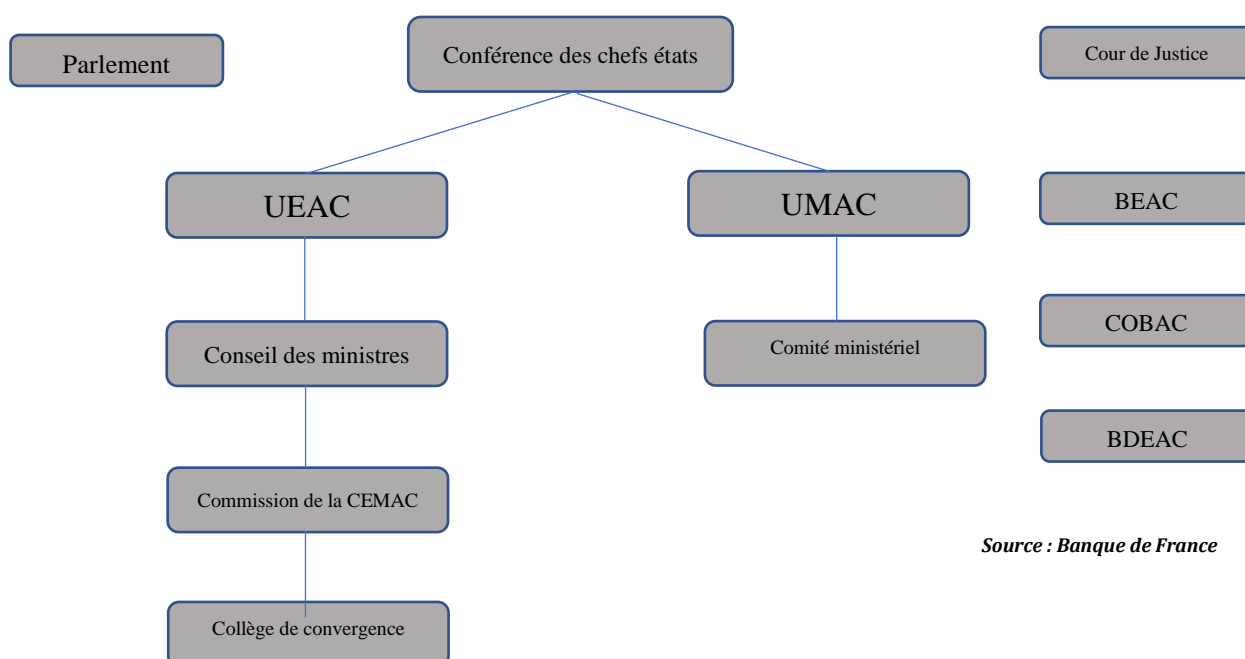 Parlement
Conférence des chefs états
Cour de Justice
UEAC
UMAC
BEAC
Conseil des ministres
Comité ministériel
COBAC
BDEAC
Commission de la CEMAC
Source : Banque de France
Collège de convergence